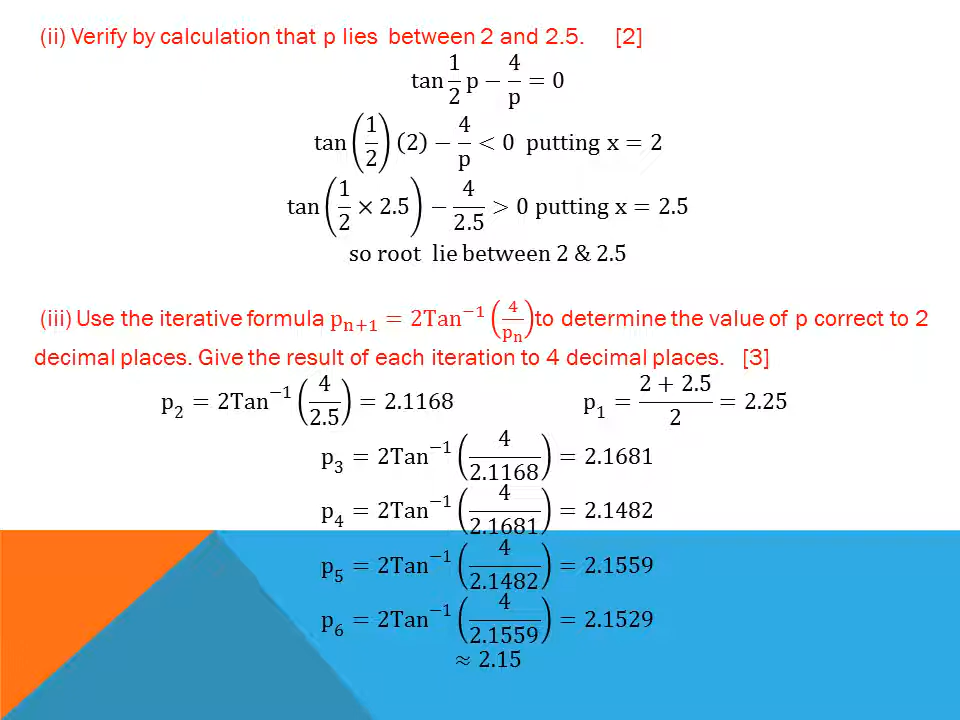 (ii) Verify by calculation that p lies between 2 and 2.5. [2]
tan 1/2 p − 4/p = 0
tan (1/2) (2) − 4/p < 0 putting x = 2
tan (1/2 × 2.5) − 4/2.5 > 0 putting x = 2.5
so root lie between 2 & 2.5
(iii) Use the iterative formula pₙ₊₁ = 2Tan⁻¹ (4/pₙ) to determine the value of p correct to 2
decimal places. Give the result of each iteration to 4 decimal places. [3]
p₂ = 2Tan⁻¹ (4/2.5) = 2.1168 p₁ = (2 + 2.5)/2 = 2.25
p₃ = 2Tan⁻¹ (4/2.1168) = 2.1681
p₄ = 2Tan⁻¹ (4/2.1681) = 2.1482
p₅ = 2Tan⁻¹ (4/2.1482) = 2.1559
p₆ = 2Tan⁻¹ (4/2.1559) = 2.1529
≈ 2.15